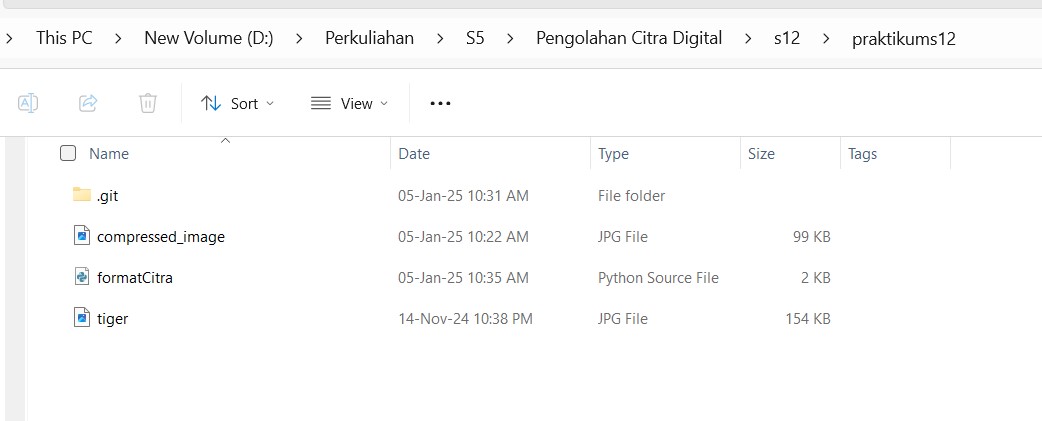 This PC > New Volume (D:) > Perkuliahan > S5 > Pengolahan Citra Digital > s12 > praktikums12
Sort View
Name Date Type Size Tags
.git 05-Jan-25 10:31 AM File folder
compressed_image 05-Jan-25 10:22 AM JPG File 99 KB
formatCitra 05-Jan-25 10:35 AM Python Source File 2 KB
tiger 14-Nov-24 10:38 PM JPG File 154 KB